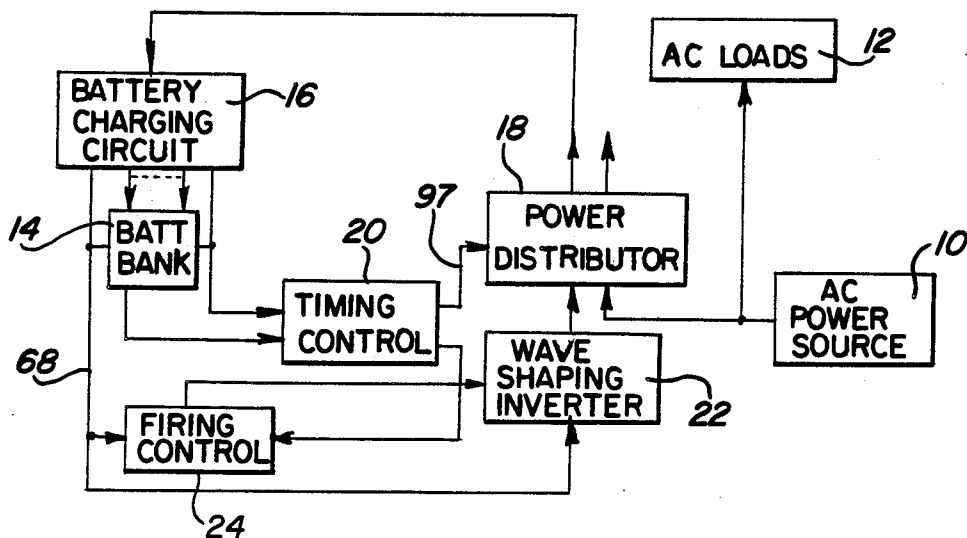 AC LOADS
12
BATTERY
CHARGING
CIRCUIT
16
18
POWER
DISTRIBUTOR
97
14
BATT
BANK
20
TIMING
CONTROL
10
AC
POWER
SOURCE
WAVE
SHAPING
INVERTER
22
68
FIRING
CONTROL
24